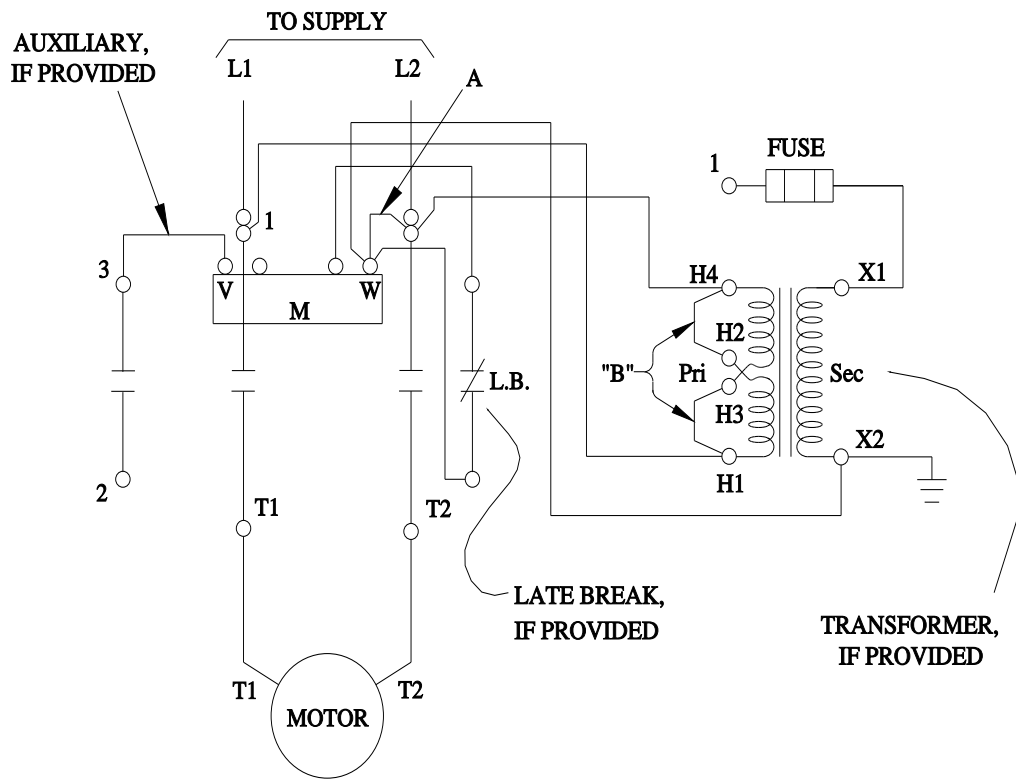 TO SUPPLY
AUXILIARY,
IF PROVIDED
L1
L2
A
1
1
FUSE
3
V
W
M
H4
X1
H2
"B"
Pri
Sec
L.B.
H3
X2
H1
2
T1
T2
LATE BREAK,
IF PROVIDED
TRANSFORMER,
IF PROVIDED
T1
T2
MOTOR